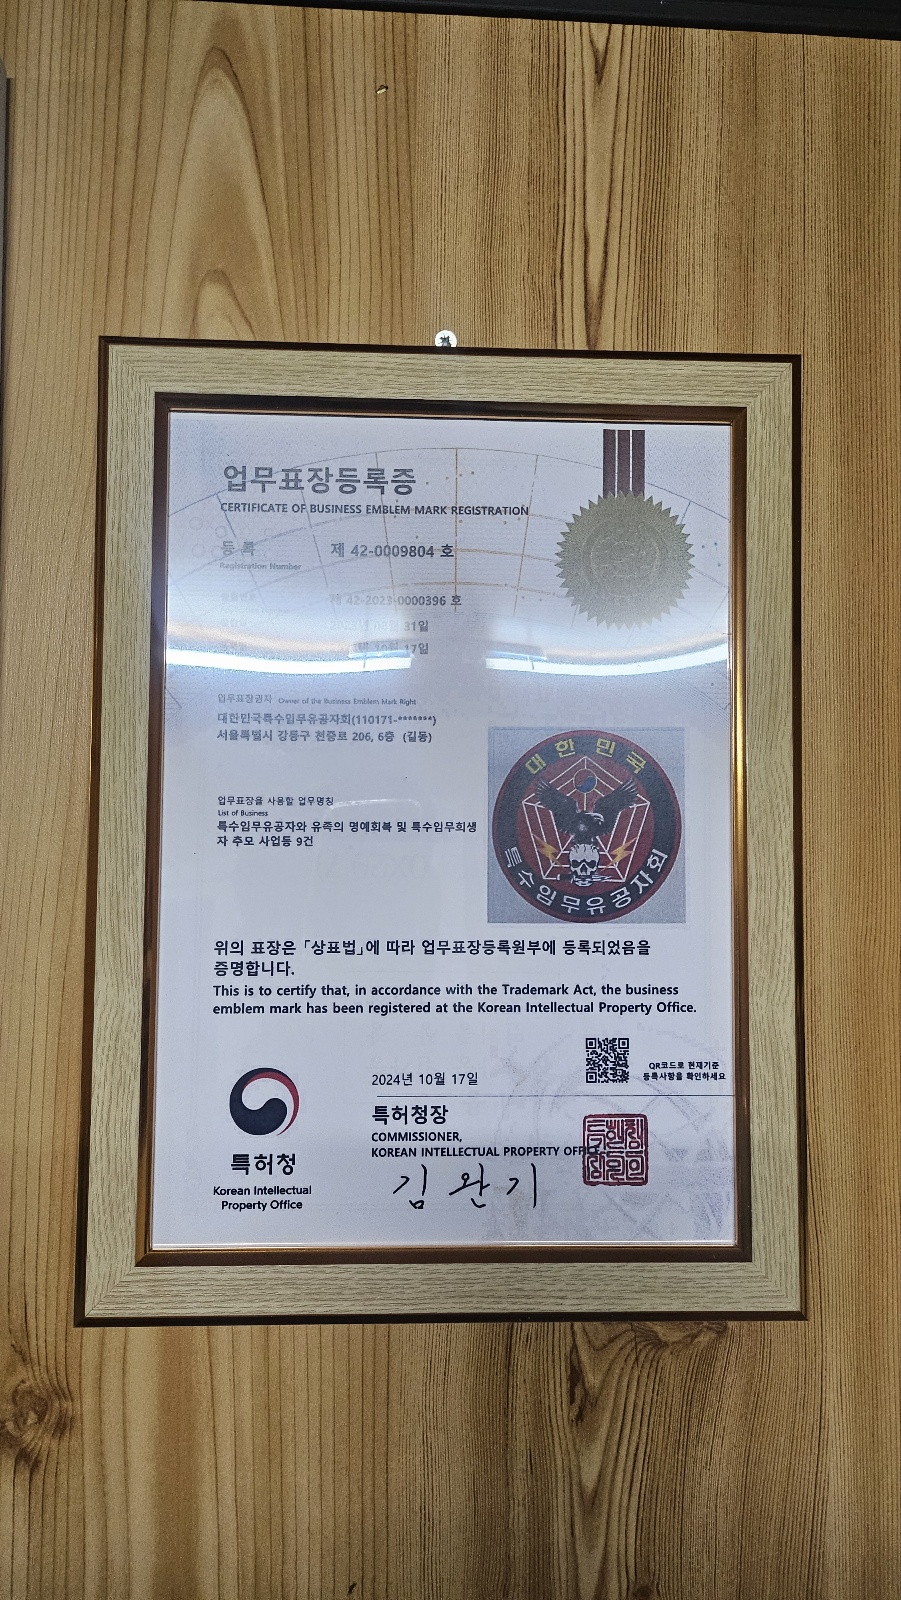 업무표장등록증
CERTIFICATE OF BUSINESS EMBLEM MARK REGISTRATION
등록 제 42-0009804 호
Registration Number
제 42-2023-0000396 호
31일
10월 17일
업무표장권자 Owner of the Business Emblem Mark Right
대한민국특수임무유공자회(110171-*******)
서울특별시 강동구 천중로 206, 6층 (길동)
대한민국
특수임무유공자회
업무표장을 사용할 업무명칭
List of Business
특수임무유공자와 유족의 명예회복 및 특수임무희생
자 추모 사업등 9건
위의 표장은 「상표법」에 따라 업무표장등록원부에 등록되었음을
증명합니다.
This is to certify that, in accordance with the Trademark Act, the business
emblem mark has been registered at the Korean Intellectual Property Office.
QR코드로 현재기준
등록사항을 확인하세요
2024년 10월 17일
특허청장
COMMISSIONER,
KOREAN INTELLECTUAL PROPERTY OFFICE
김완기
특허청
Korean Intellectual
Property Office